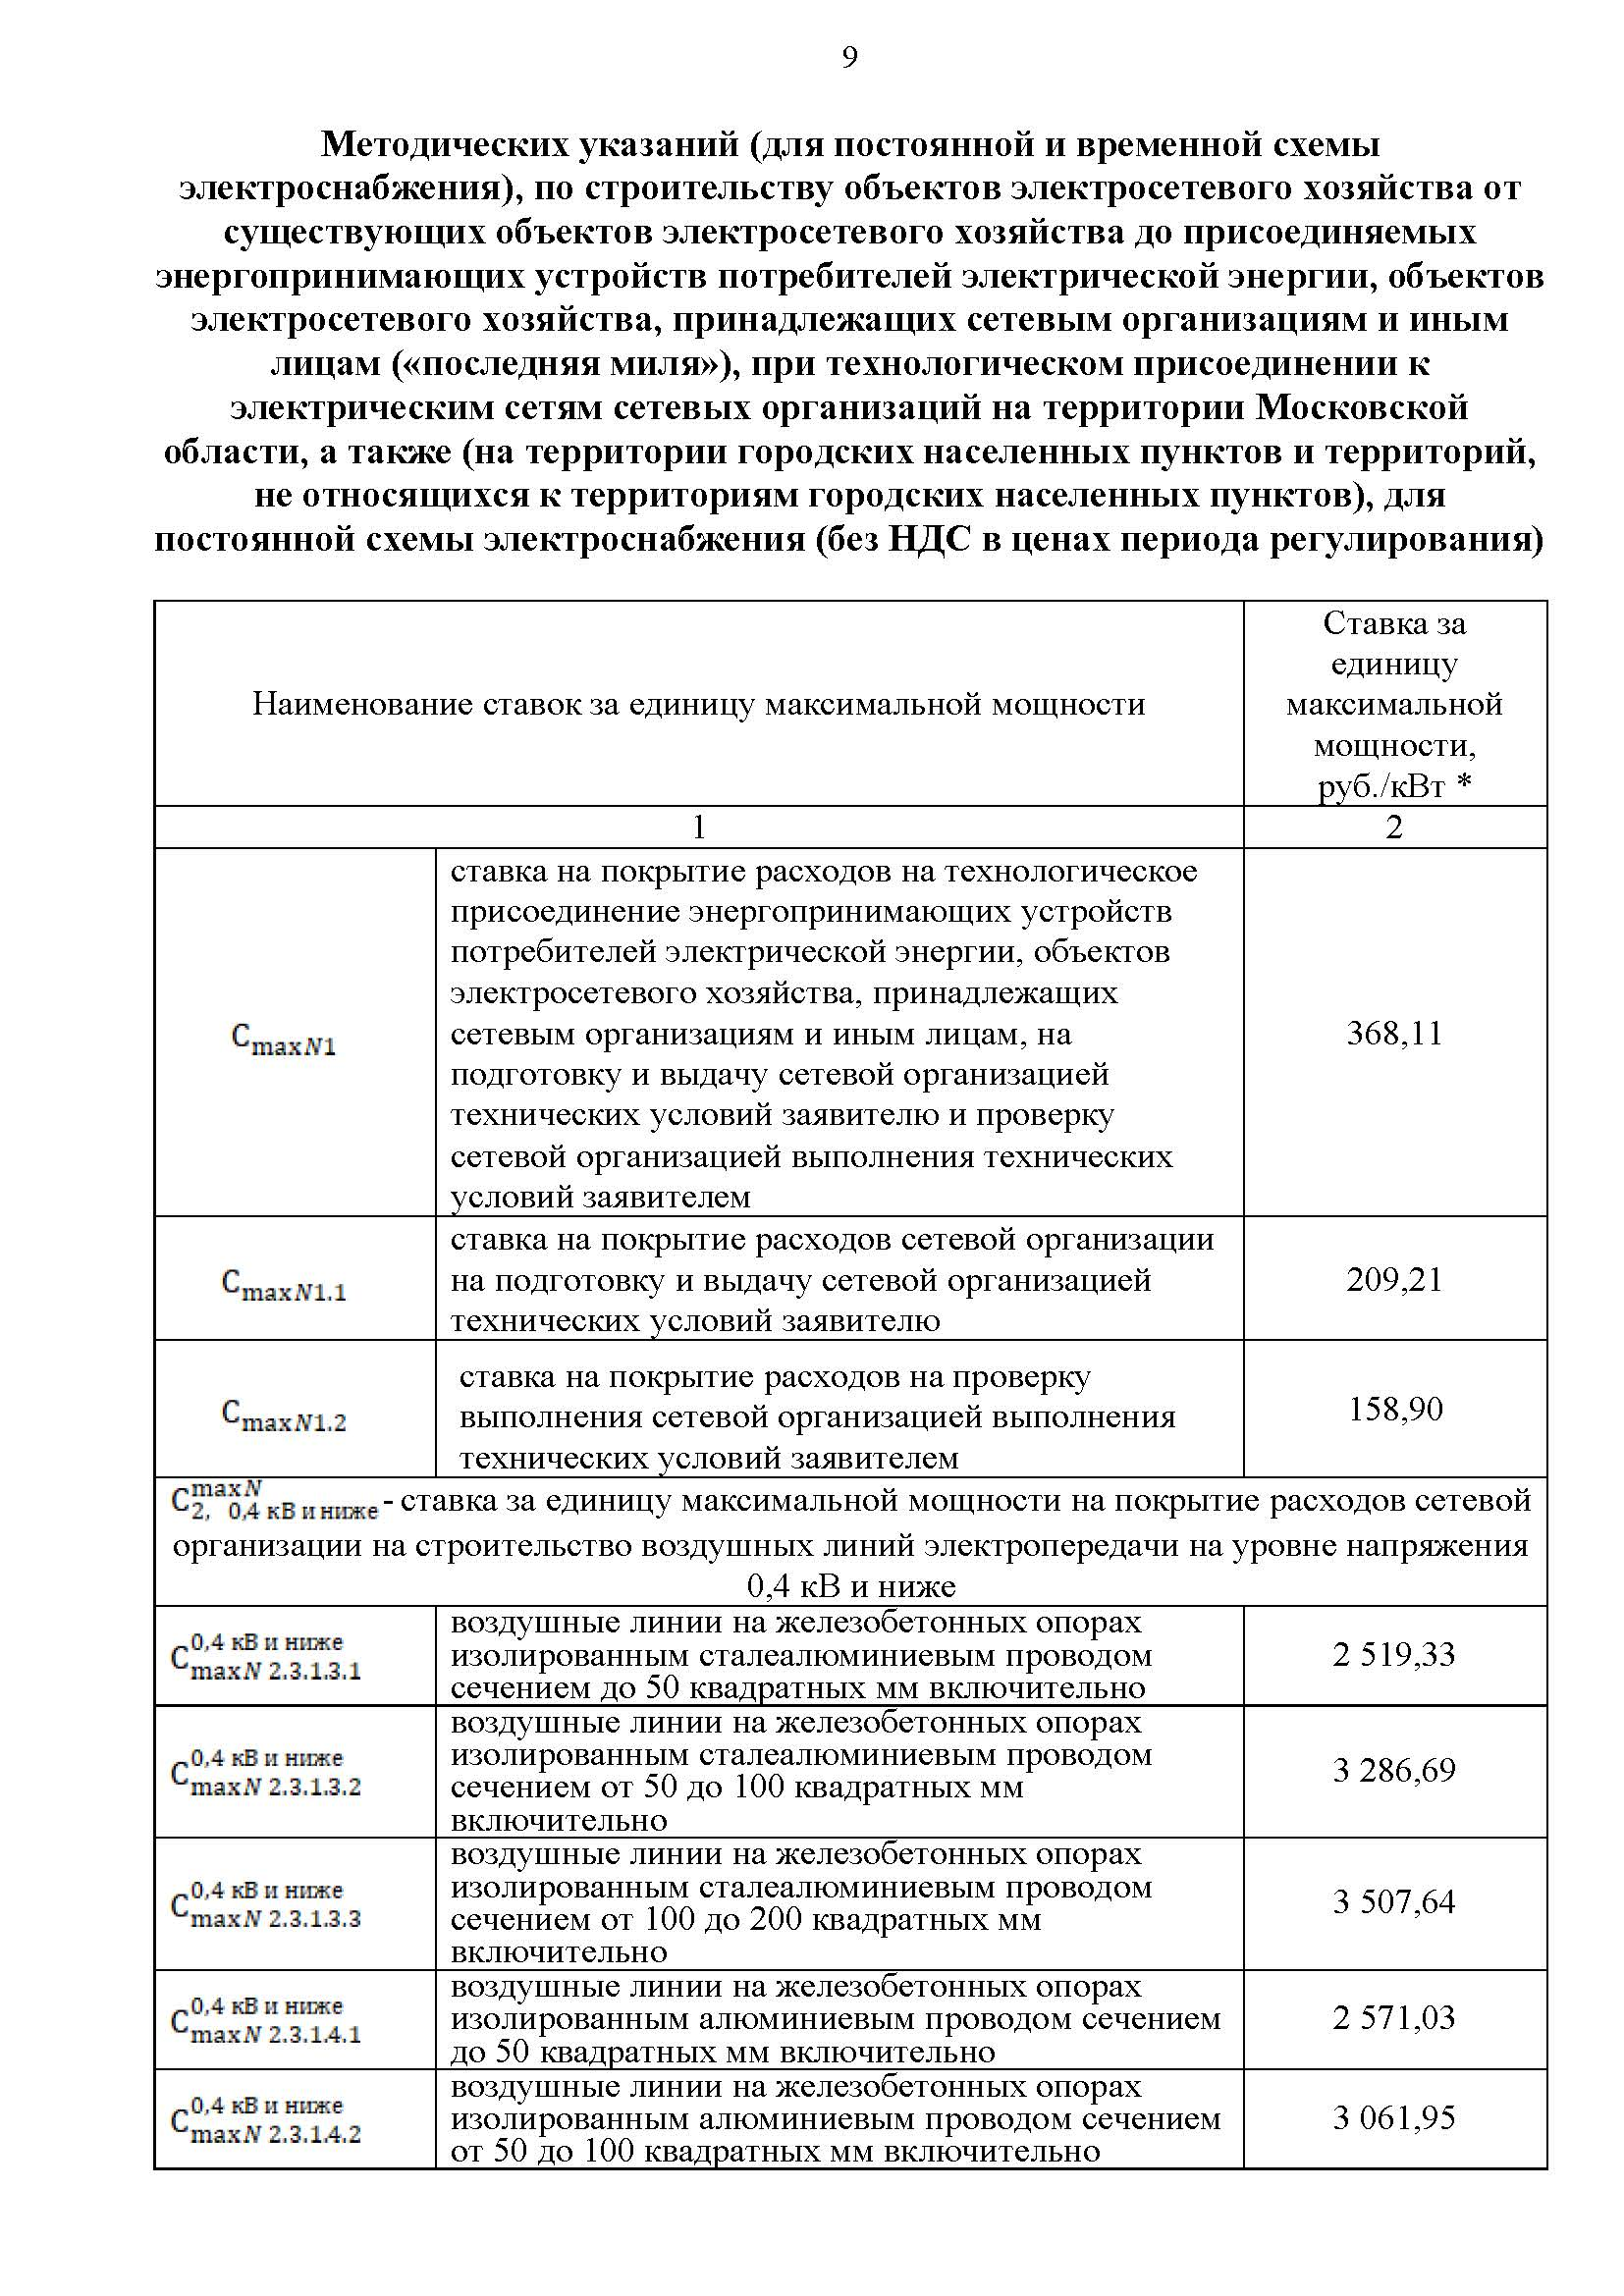 9
Методических указаний (для постоянной и временной схемы
электроснабжения), по строительству объектов электросетевого хозяйства от
существующих объектов электросетевого хозяйства до присоединяемых
энергопринимающих устройств потребителей электрической энергии, объектов
электросетевого хозяйства, принадлежащих сетевым организациям и иным
лицам («последняя миля»), при технологическом присоединении к
электрическим сетям сетевых организаций на территории Московской
области, а также (на территории городских населенных пунктов и территорий,
не относящихся к территориям городских населенных пунктов), для
постоянной схемы электроснабжения (без НДС в ценах периода регулирования)
Наименование ставок за единицу максимальной мощности
Ставка за
единицу
максимальной
мощности,
руб./кВт *
1
2
C maxN1
ставка на покрытие расходов на технологическое
присоединение энергопринимающих устройств
потребителей электрической энергии, объектов
электросетевого хозяйства, принадлежащих
сетевым организациям и иным лицам, на
подготовку и выдачу сетевой организацией
технических условий заявителю и проверку
сетевой организацией выполнения технических
условий заявителем
368,11
C maxN1.1
ставка на покрытие расходов сетевой организации
на подготовку и выдачу сетевой организацией
технических условий заявителю
209,21
C maxN1.2
ставка на покрытие расходов на проверку
выполнения сетевой организацией выполнения
технических условий заявителем
158,90
C maxN 2, 0,4 кВ и ниже - ставка за единицу максимальной мощности на покрытие расходов сетевой
организации на строительство воздушных линий электропередачи на уровне напряжения
0,4 кВ и ниже
C 0,4 кВ и ниже maxN 2.3.1.3.1
воздушные линии на железобетонных опорах
изолированным сталеалюминиевым проводом
сечением до 50 квадратных мм включительно
2 519,33
C 0,4 кВ и ниже maxN 2.3.1.3.2
воздушные линии на железобетонных опорах
изолированным сталеалюминиевым проводом
сечением от 50 до 100 квадратных мм
включительно
3 286,69
C 0,4 кВ и ниже maxN 2.3.1.3.3
воздушные линии на железобетонных опорах
изолированным сталеалюминиевым проводом
сечением от 100 до 200 квадратных мм
включительно
3 507,64
C 0,4 кВ и ниже maxN 2.3.1.4.1
воздушные линии на железобетонных опорах
изолированным алюминиевым проводом сечением
до 50 квадратных мм включительно
2 571,03
C 0,4 кВ и ниже maxN 2.3.1.4.2
воздушные линии на железобетонных опорах
изолированным алюминиевым проводом сечением
от 50 до 100 квадратных мм включительно
3 061,95